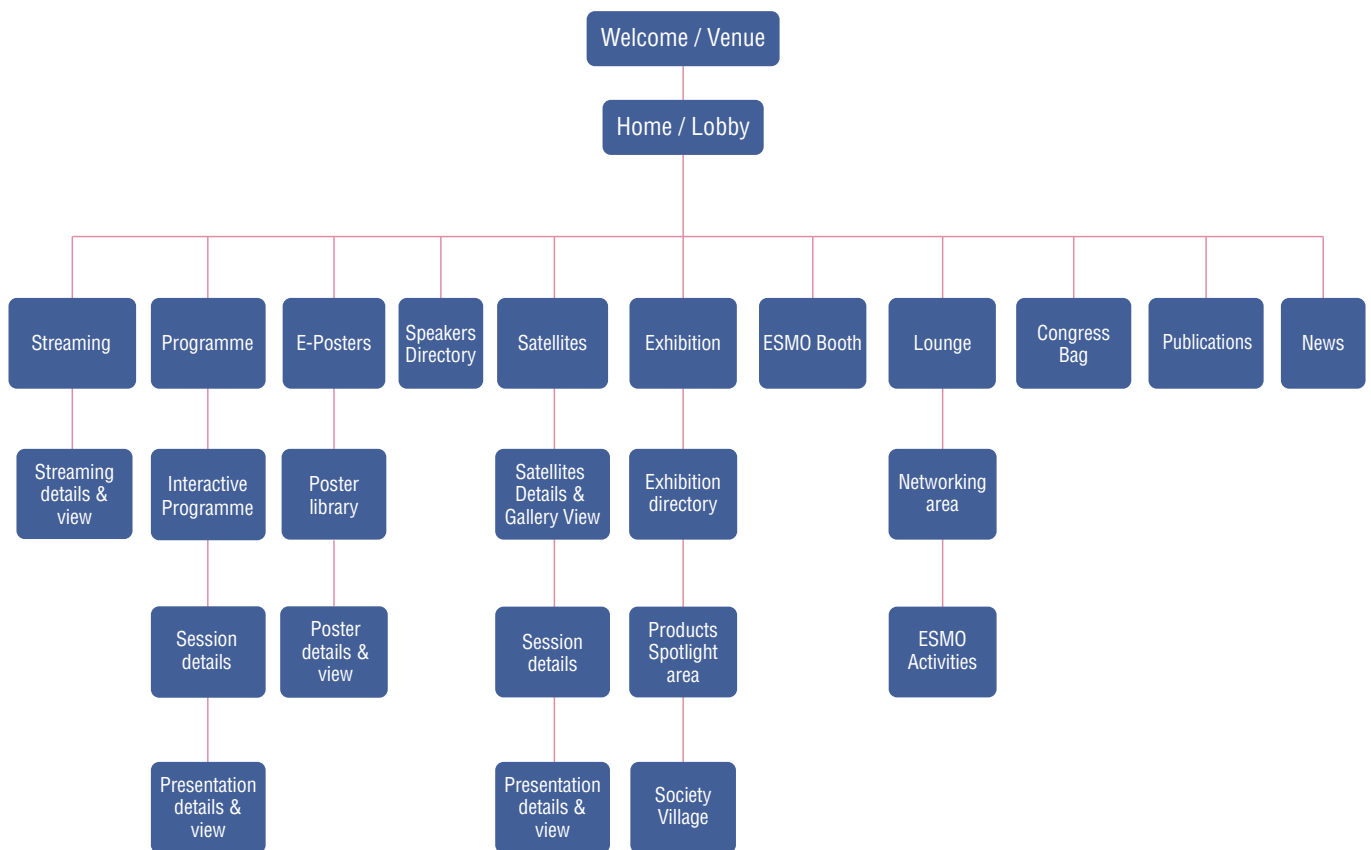 Welcome / Venue
Home / Lobby
Streaming
Programme
E-Posters
Speakers
Directory
Satellites
Exhibition
ESMO Booth
Lounge
Congress
Bag
Publications
News
Streaming
details &
view
Interactive
Programme
Poster
library
Satellites
Details &
Gallery View
Exhibition
directory
Networking
area
Session
details
Poster
details &
view
Session
details
Products
Spotlight
area
ESMO
Activities
Presentation
details &
view
Presentation
details &
view
Society
Village